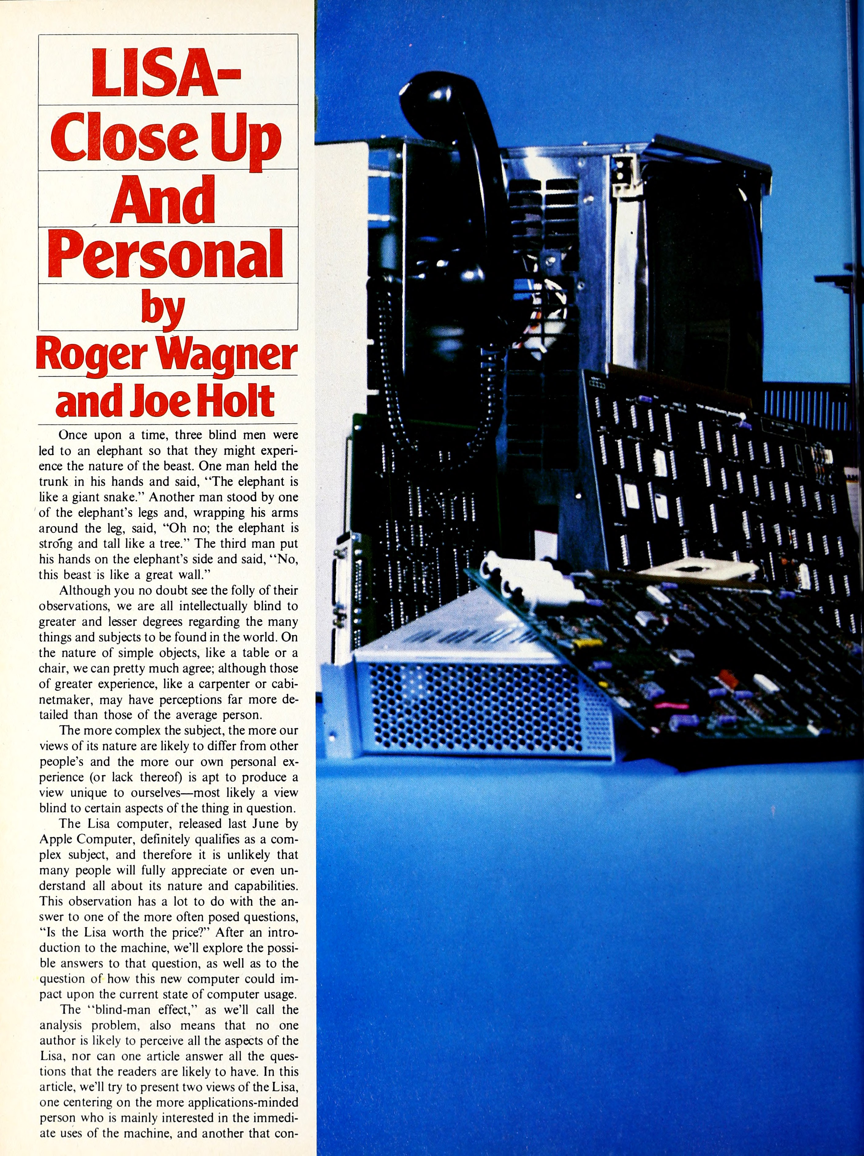 LISA-
Close Up
And
Personal
by
Roger Wagner
and Joe Holt
Once upon a time, three blind men were
led to an elephant so that they might experi-
ence the nature of the beast. One man held the
trunk in his hands and said, “The elephant is
like a giant snake.” Another man stood by one
of the elephant's legs and, wrapping his arms
around the leg, said, “Oh no; the elephant is
strong and tall like a tree.” The third man put
his hands on the elephant's side and said, “No,
this beast is like a great wall.”
Although you no doubt see the folly of their
observations, we are all intellectually blind to
greater and lesser degrees regarding the many
things and subjects to be found in the world. On
the nature of simple objects, like a table or a
chair, we can pretty much agree; although those
of greater experience, like a carpenter or cabi-
netmaker, may have perceptions far more de-
tailed than those of the average person.
The more complex the subject, the more our
views of its nature are likely to differ from other
people's and the more our own personal ex-
perience (or lack thereof) is apt to produce a
view unique to ourselves—most likely a view
blind to certain aspects of the thing in question.
The Lisa computer, released last June by
Apple Computer, definitely qualifies as a com-
plex subject, and therefore it is unlikely that
many people will fully appreciate or even un-
derstand all about its nature and capabilities.
This observation has a lot to do with the an-
swer to one of the more often posed questions,
“Is the Lisa worth the price?” After an intro-
duction to the machine, we'll explore the possi-
ble answers to that question, as well as to the
question of how this new computer could im-
pact upon the current state of computer usage.
The “blind-man effect,” as we'll call the
analysis problem, also means that no one
author is likely to perceive all the aspects of the
Lisa, nor can one article answer all the ques-
tions that the readers are likely to have. In this
article, we'll try to present two views of the Lisa,
one centering on the more applications-minded
person who is mainly interested in the immedi-
ate uses of the machine, and another that con-